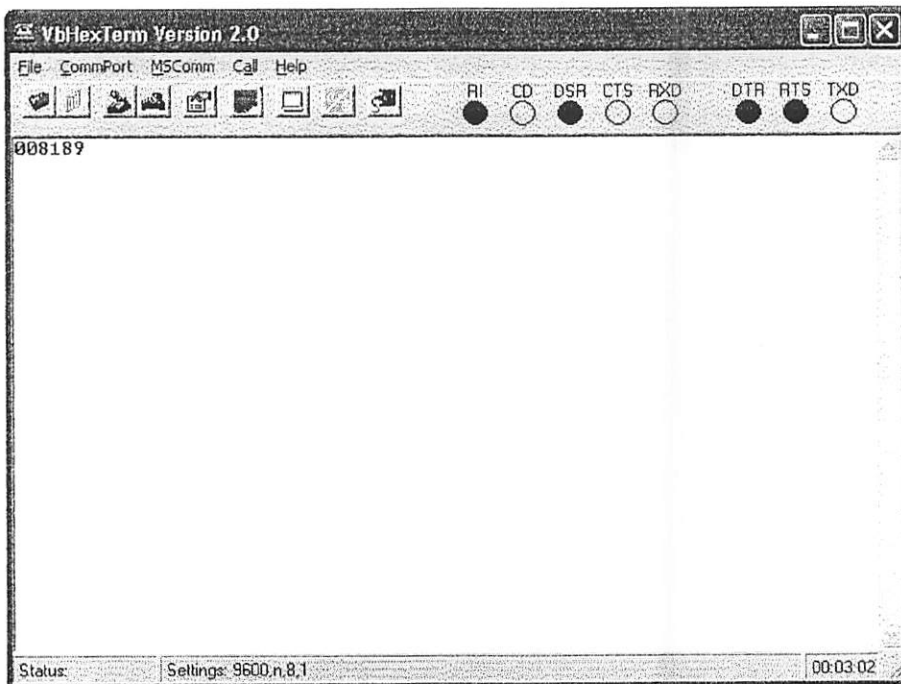 VbHexTerm Version 2.0
File CommPort MSComm Call Help
RI CD DSR CTS RXD DTR RTS TXD
008189
Status: Settings: 9600,n,8,1 00:03:02